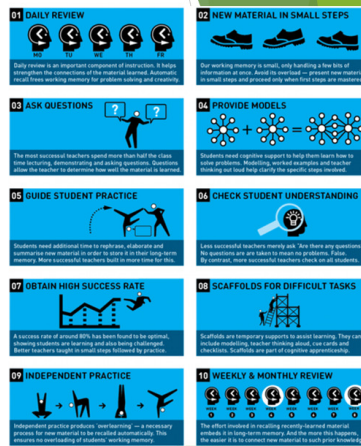 01 DAILY REVIEW
MO TU WE TH FR
Daily review is an important component of instruction. It helps
strengthen the connections of the material learned. Automatic
recall frees working memory for problem solving and creativity.
02 NEW MATERIAL IN SMALL STEPS
Our working memory is small, only handling a few bits of
information at once. Avoid its overload — present new
in small steps and proceed only when first steps are
03 ASK QUESTIONS
? ?
The most successful teachers spend more than half the class
time lecturing, demonstrating and asking questions. Questions
allow the teacher to determine how well the material is learned.
04 PROVIDE MODELS
+ =
Students need cognitive support to help them learn how to
solve problems. Modelling, worked examples and teacher
thinking out loud help clarify the specific steps involved.
05 GUIDE STUDENT PRACTICE
Students need additional time to rephrase, elaborate and
summarise new material in order to store it in their long-term
memory. More successful teachers built in more time for this.
06 CHECK STUDENT UNDERSTANDING
Less successful teachers merely ask "Are there any
No questions are taken to mean no problems. False.
By contrast, more successful teachers check on all students.
07 OBTAIN HIGH SUCCESS RATE
A success rate of around 80% has been found to be optimal,
showing students are learning and also being challenged.
Better teachers taught in small steps followed by practice.
08 SCAFFOLDS FOR DIFFICULT TASKS
Scaffolds are temporary supports to assist learning. They can
include modelling, teacher thinking aloud, cue cards and
checklists. Scaffolds are part of cognitive apprenticeship.
09 INDEPENDENT PRACTICE
Independent practice produces 'overlearning' — a necessary
process for new material to be recalled automatically. This
ensures no overloading of students' working memory.
10 WEEKLY & MONTHLY REVIEW
WEEK WEEK WEEK WEEK WEEK WEEK
The effort involved in recalling recently-learned material
embeds it in long-term memory. And the more this happens,
the easier it is to connect new material to such prior